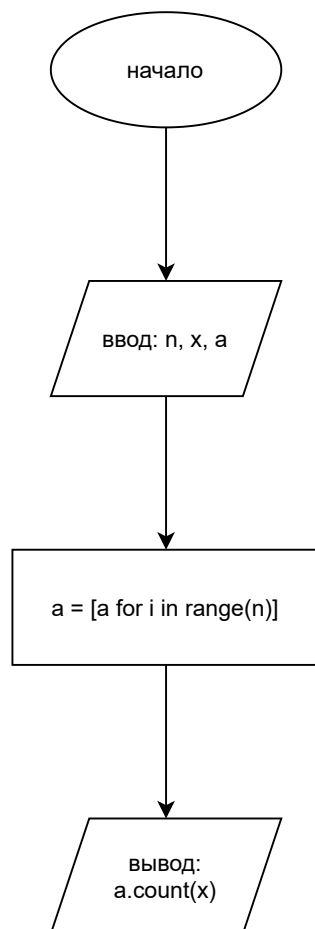 начало
ввод: n, x, a
a = [a for i in range(n)]
вывод:
a.count(x)